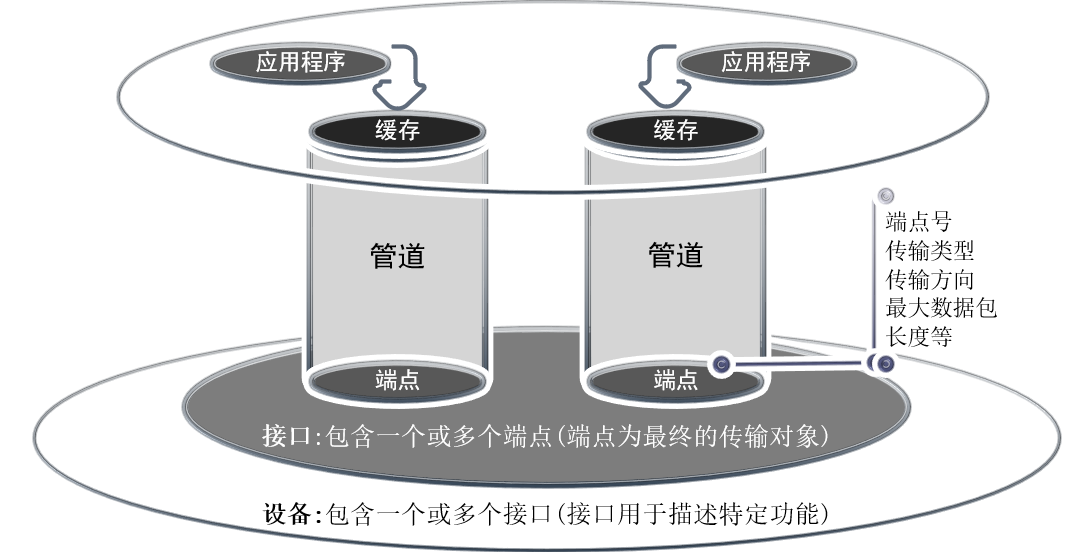 应用程序
应用程序
缓存
缓存
管道
管道
端点号
传输类型
传输方向
最大数据包
长度等
端点
端点
接口:包含一个或多个端点(端点为最终的传输对象)
设备:包含一个或多个接口(接口用于描述特定功能)